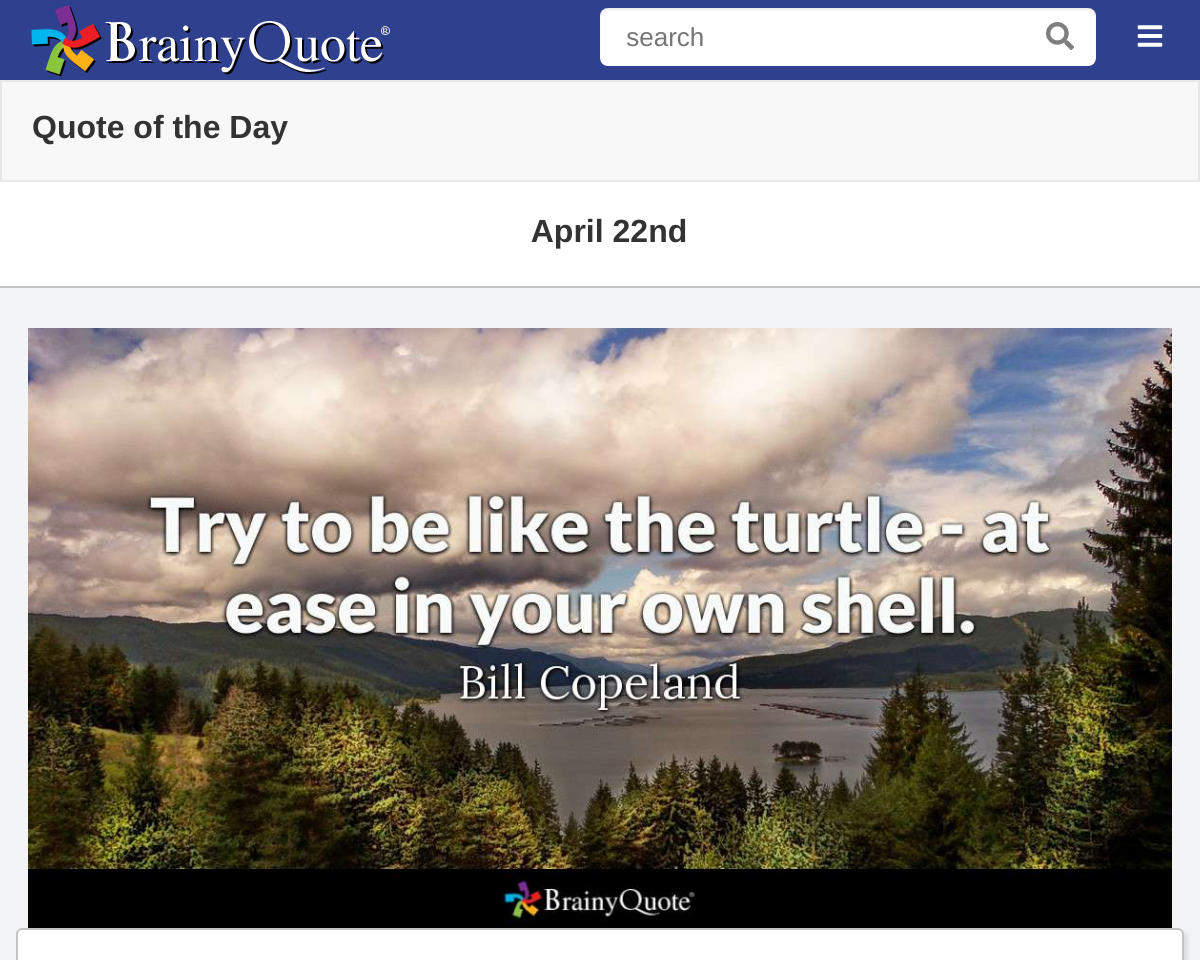 BrainyQuote®
search
Quote of the Day
April 22nd
Try to be like the turtle - at
ease in your own shell.
Bill Copeland
BrainyQuote®